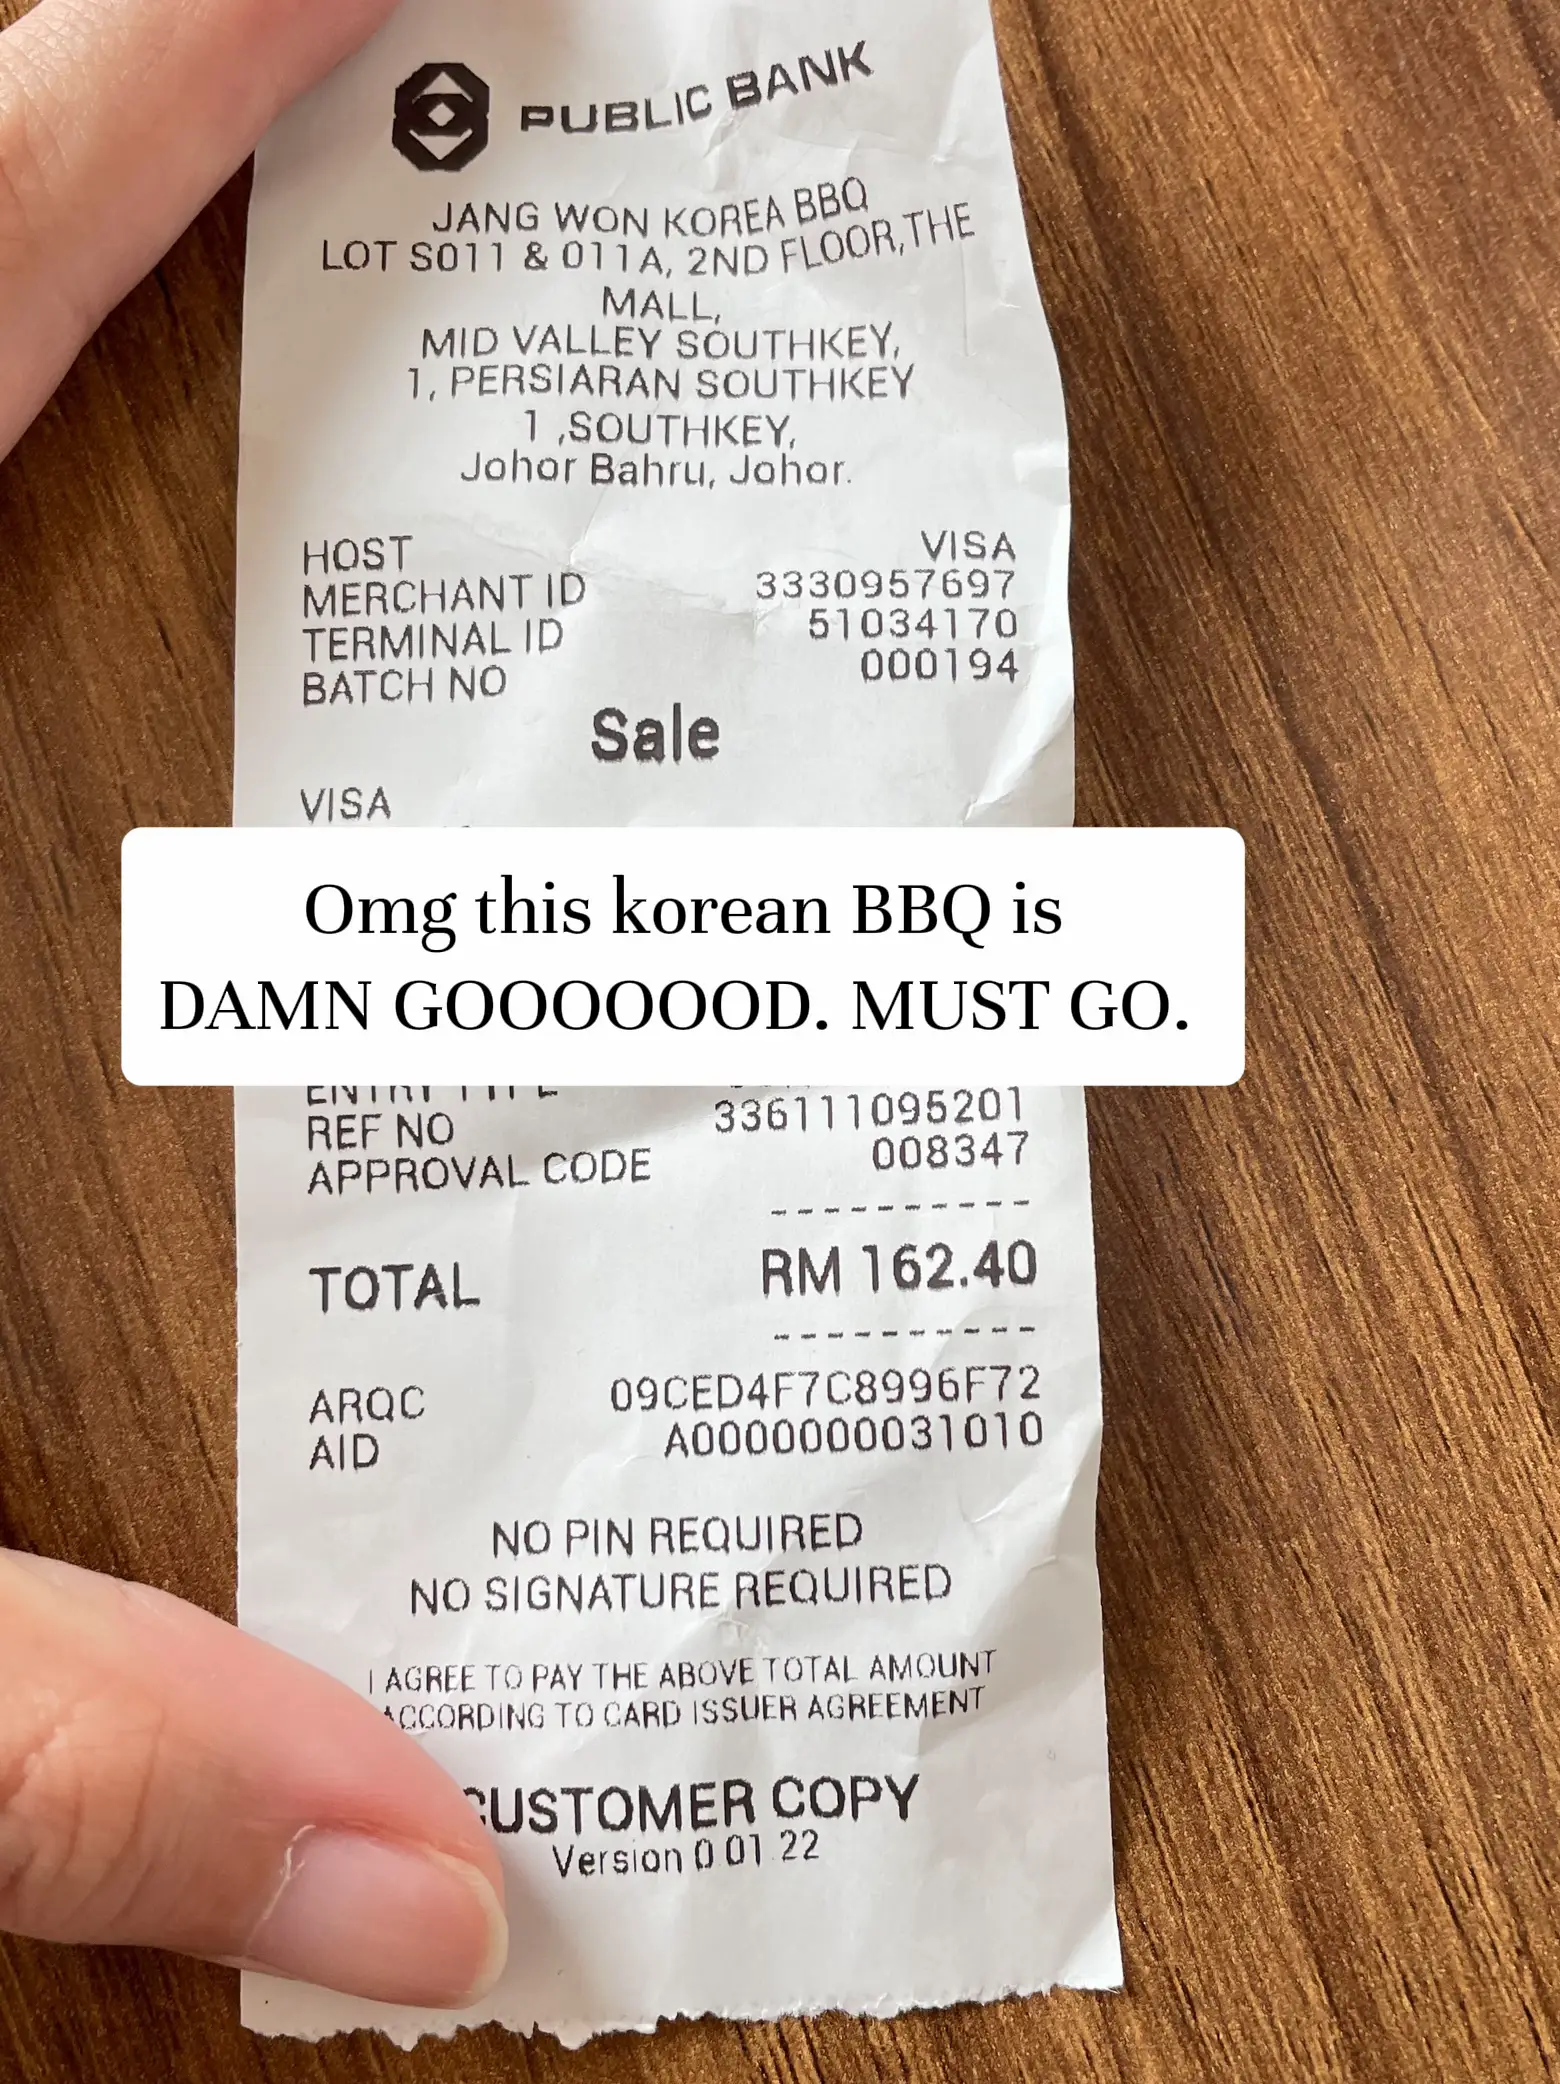 PUBLIC BANK
JANG WON KOREA BBQ
LOT S011 & 011A, 2ND FLOOR,THE
MALL,
MID VALLEY SOUTHKEY,
1, PERSIARAN SOUTHKEY
1 ,SOUTHKEY,
Johor Bahru, Johor.
HOST VISA
MERCHANT ID 3330957697
TERMINAL ID 51034170
BATCH NO 000194
Sale
VISA
Omg this korean BBQ is
DAMN GOOOOOOD. MUST GO.
ENTRY TYPE
REF NO 336111095201
APPROVAL CODE 008347
----------
TOTAL RM 162.40
----------
ARQC 09CED4F7C8996F72
AID A0000000031010
NO PIN REQUIRED
NO SIGNATURE REQUIRED
I AGREE TO PAY THE ABOVE TOTAL AMOUNT
ACCORDING TO CARD ISSUER AGREEMENT
CUSTOMER COPY
Version 0 01 22